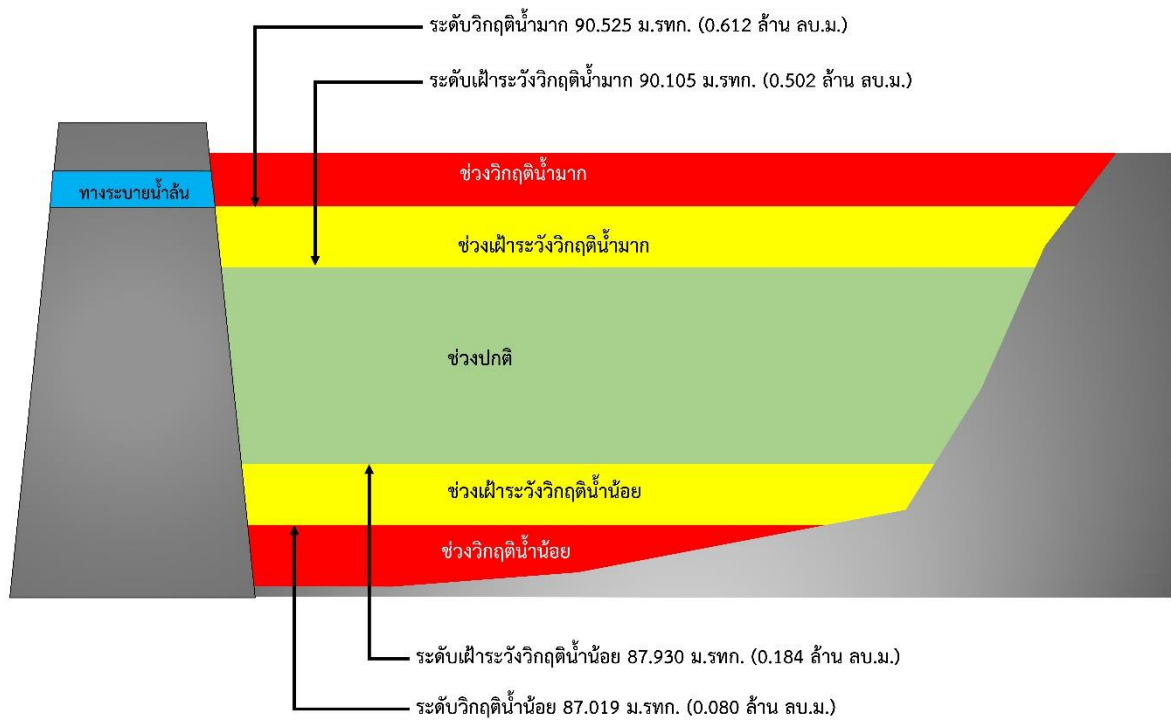 ระดับวิกฤติน้ำมาก 90.525 ม.รทก. (0.612 ล้าน ลบ.ม.)
ระดับเฝ้าระวังวิกฤติน้ำมาก 90.105 ม.รทก. (0.502 ล้าน ลบ.ม.)
ช่วงวิกฤติน้ำมาก
ทางระบายน้ำล้น
ช่วงเฝ้าระวังวิกฤติน้ำมาก
ช่วงปกติ
ช่วงเฝ้าระวังวิกฤติน้ำน้อย
ช่วงวิกฤติน้ำน้อย
ระดับเฝ้าระวังวิกฤติน้ำน้อย 87.930 ม.รทก. (0.184 ล้าน ลบ.ม.)
ระดับวิกฤติน้ำน้อย 87.019 ม.รทก. (0.080 ล้าน ลบ.ม.)